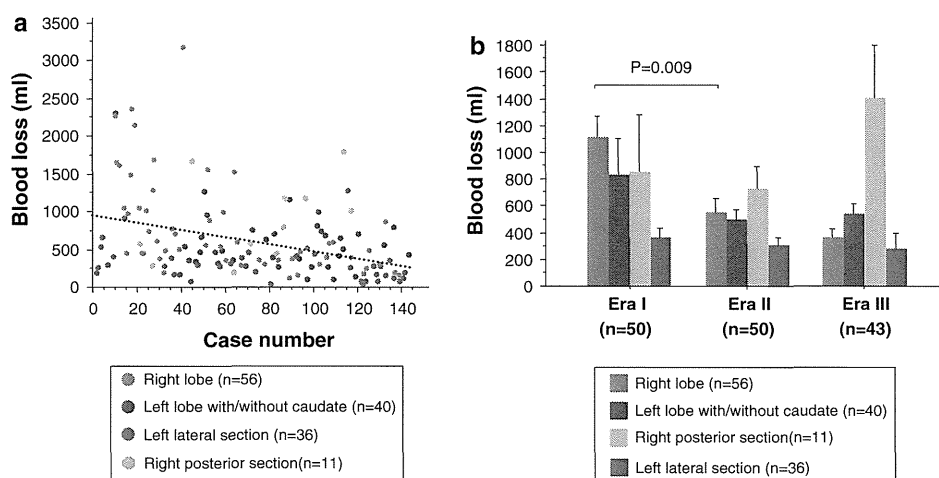 a
3500
3000
2500
2000
1500
1000
500
0
Blood loss (ml)
0 20 40 60 80 100 120 140
Case number
Right lobe (n=56)
Left lobe with/without caudate (n=40)
Left lateral section (n=36)
Right posterior section(n=11)
b
1800
1600
1400
1200
1000
800
600
400
200
0
Blood loss (ml)
P=0.009
Era I Era II Era III
(n=50) (n=50) (n=43)
Right lobe (n=56)
Left lobe with/without caudate (n=40)
Right posterior section(n=11)
Left lateral section (n=36)